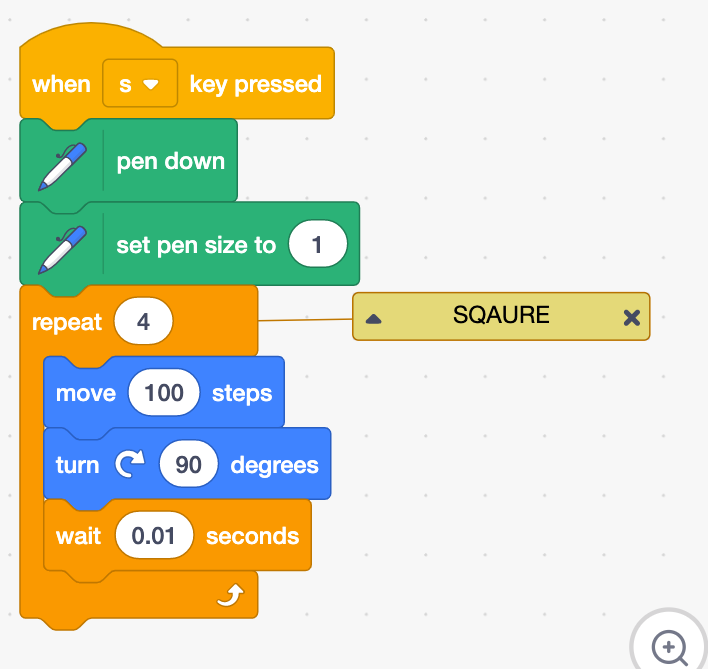 when s key pressed
pen down
set pen size to 1
repeat 4
SQAURE
move 100 steps
turn 90 degrees
wait 0.01 seconds